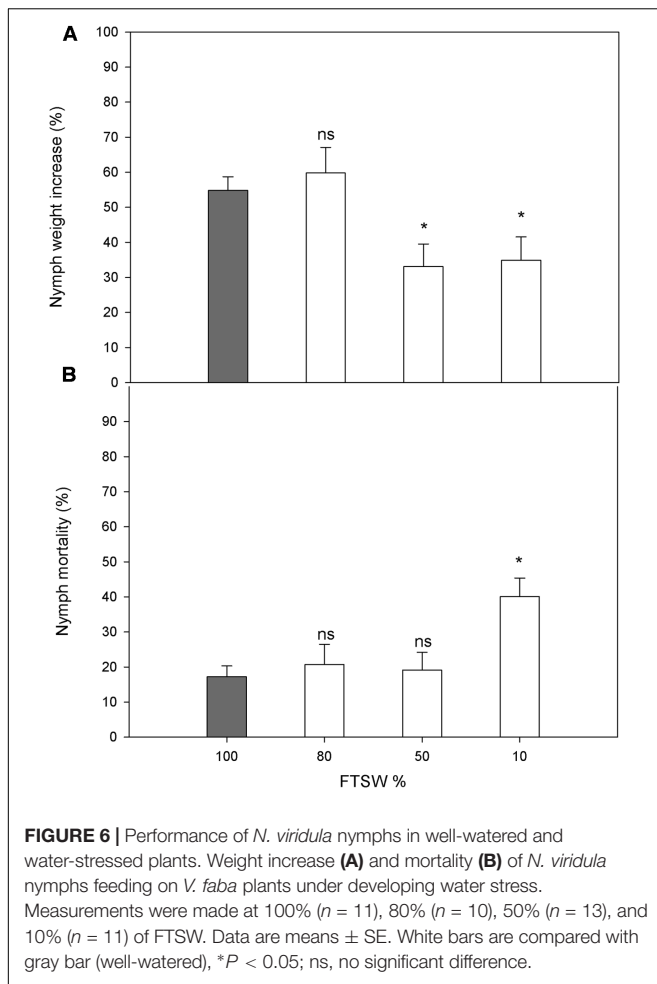 A
Nymph weight increase (%)
100
90
80
70
60
50
40
30
20
10
0
ns
*
*
B
Nymph mortality (%)
90
80
70
60
50
40
30
20
10
0
ns
ns
*
100 80 50 10
FTSW %
FIGURE 6 | Performance of N. viridula nymphs in well-watered and
water-stressed plants. Weight increase (A) and mortality (B) of N. viridula
nymphs feeding on V. faba plants under developing water stress.
Measurements were made at 100% (n = 11), 80% (n = 10), 50% (n = 13), and
10% (n = 11) of FTSW. Data are means ± SE. White bars are compared with
gray bar (well-watered), *P < 0.05; ns, no significant difference.